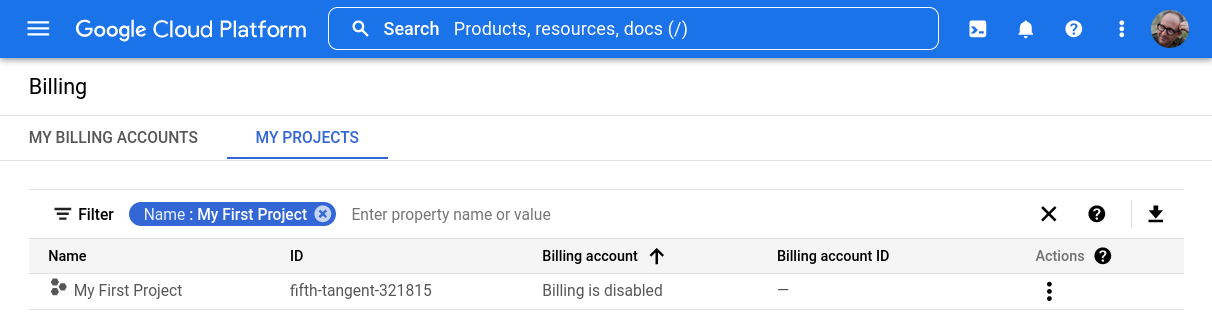 Google Cloud Platform Search Products, resources, docs (/)
Billing
MY BILLING ACCOUNTS MY PROJECTS
Filter Name : My First Project Enter property name or value
Name ID Billing account Billing account ID Actions
My First Project fifth-tangent-321815 Billing is disabled —